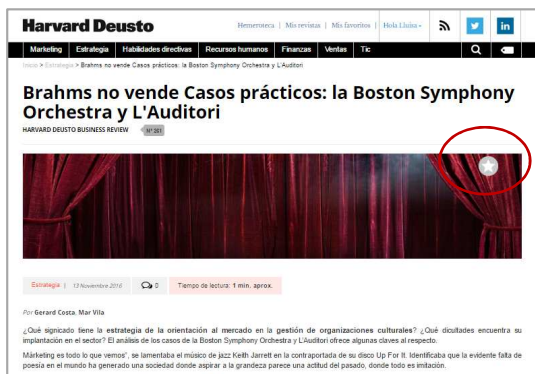 Harvard Deusto
Hemeroteca | Mis revistas | Mis favoritos | Hola Lluïsa
in
Marketing Estrategia Habilidades directivas Recursos humanos Finanzas Ventas Tic
Inicio > Estrategia > Brahms no vende Casos prácticos: la Boston Symphony Orchestra y L'Auditori
Brahms no vende Casos prácticos: la Boston Symphony
Orchestra y L'Auditori
HARVARD DEUSTO BUSINESS REVIEW Nº 261
Estrategia | 13 Noviembre 2016 0 Tiempo de lectura: 1 min. aprox.
Por Gerard Costa, Mar Vila
¿Qué signicado tiene la estrategia de la orientación al mercado en la gestión de organizaciones culturales? ¿Qué dicultades encuentra su
implantación en el sector? El análisis de los casos de la Boston Symphony Orchestra y L'Auditori ofrece algunas claves al respecto.
Márketing es todo lo que vemos", se lamentaba el músico de jazz Keith Jarrett en la contraportada de su disco Up For It. Identificaba que la evidente falta de
poesía en el mundo ha generado una sociedad donde aspirar a la grandeza parece una actitud del pasado, donde todo es imitación.